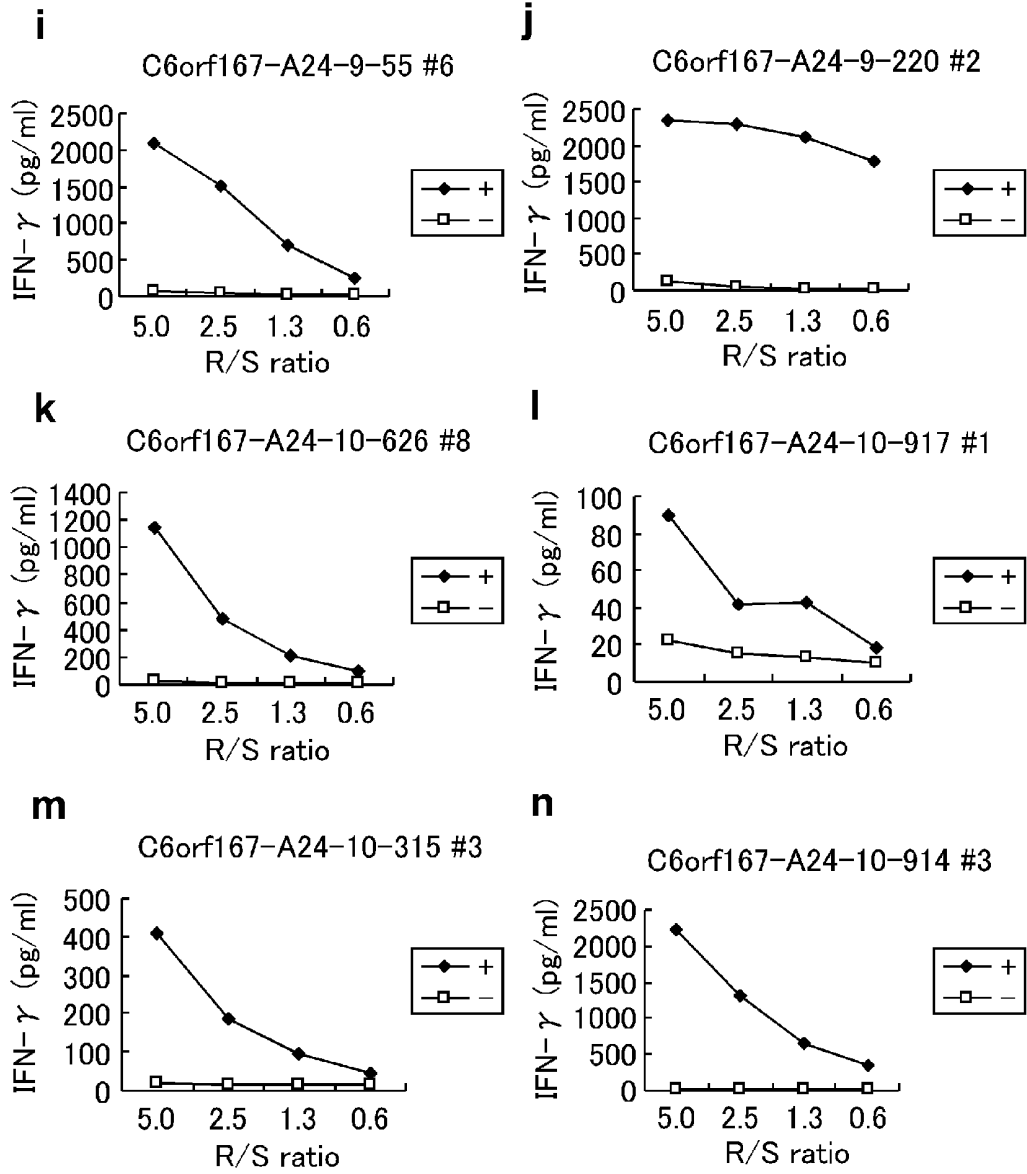 i
C6orf167-A24-9-55 #6
IFN-γ (pg/ml)
2500
2000
1500
1000
500
0
5.0 2.5 1.3 0.6
R/S ratio
+
−
j
C6orf167-A24-9-220 #2
IFN-γ (pg/ml)
2500
2000
1500
1000
500
0
5.0 2.5 1.3 0.6
R/S ratio
+
−
k
C6orf167-A24-10-626 #8
IFN-γ (pg/ml)
1400
1200
1000
800
600
400
200
0
5.0 2.5 1.3 0.6
R/S ratio
+
−
l
C6orf167-A24-10-917 #1
IFN-γ (pg/ml)
100
80
60
40
20
0
5.0 2.5 1.3 0.6
R/S ratio
+
−
m
C6orf167-A24-10-315 #3
IFN-γ (pg/ml)
500
400
300
200
100
0
5.0 2.5 1.3 0.6
R/S ratio
+
−
n
C6orf167-A24-10-914 #3
IFN-γ (pg/ml)
2500
2000
1500
1000
500
0
5.0 2.5 1.3 0.6
R/S ratio
+
−